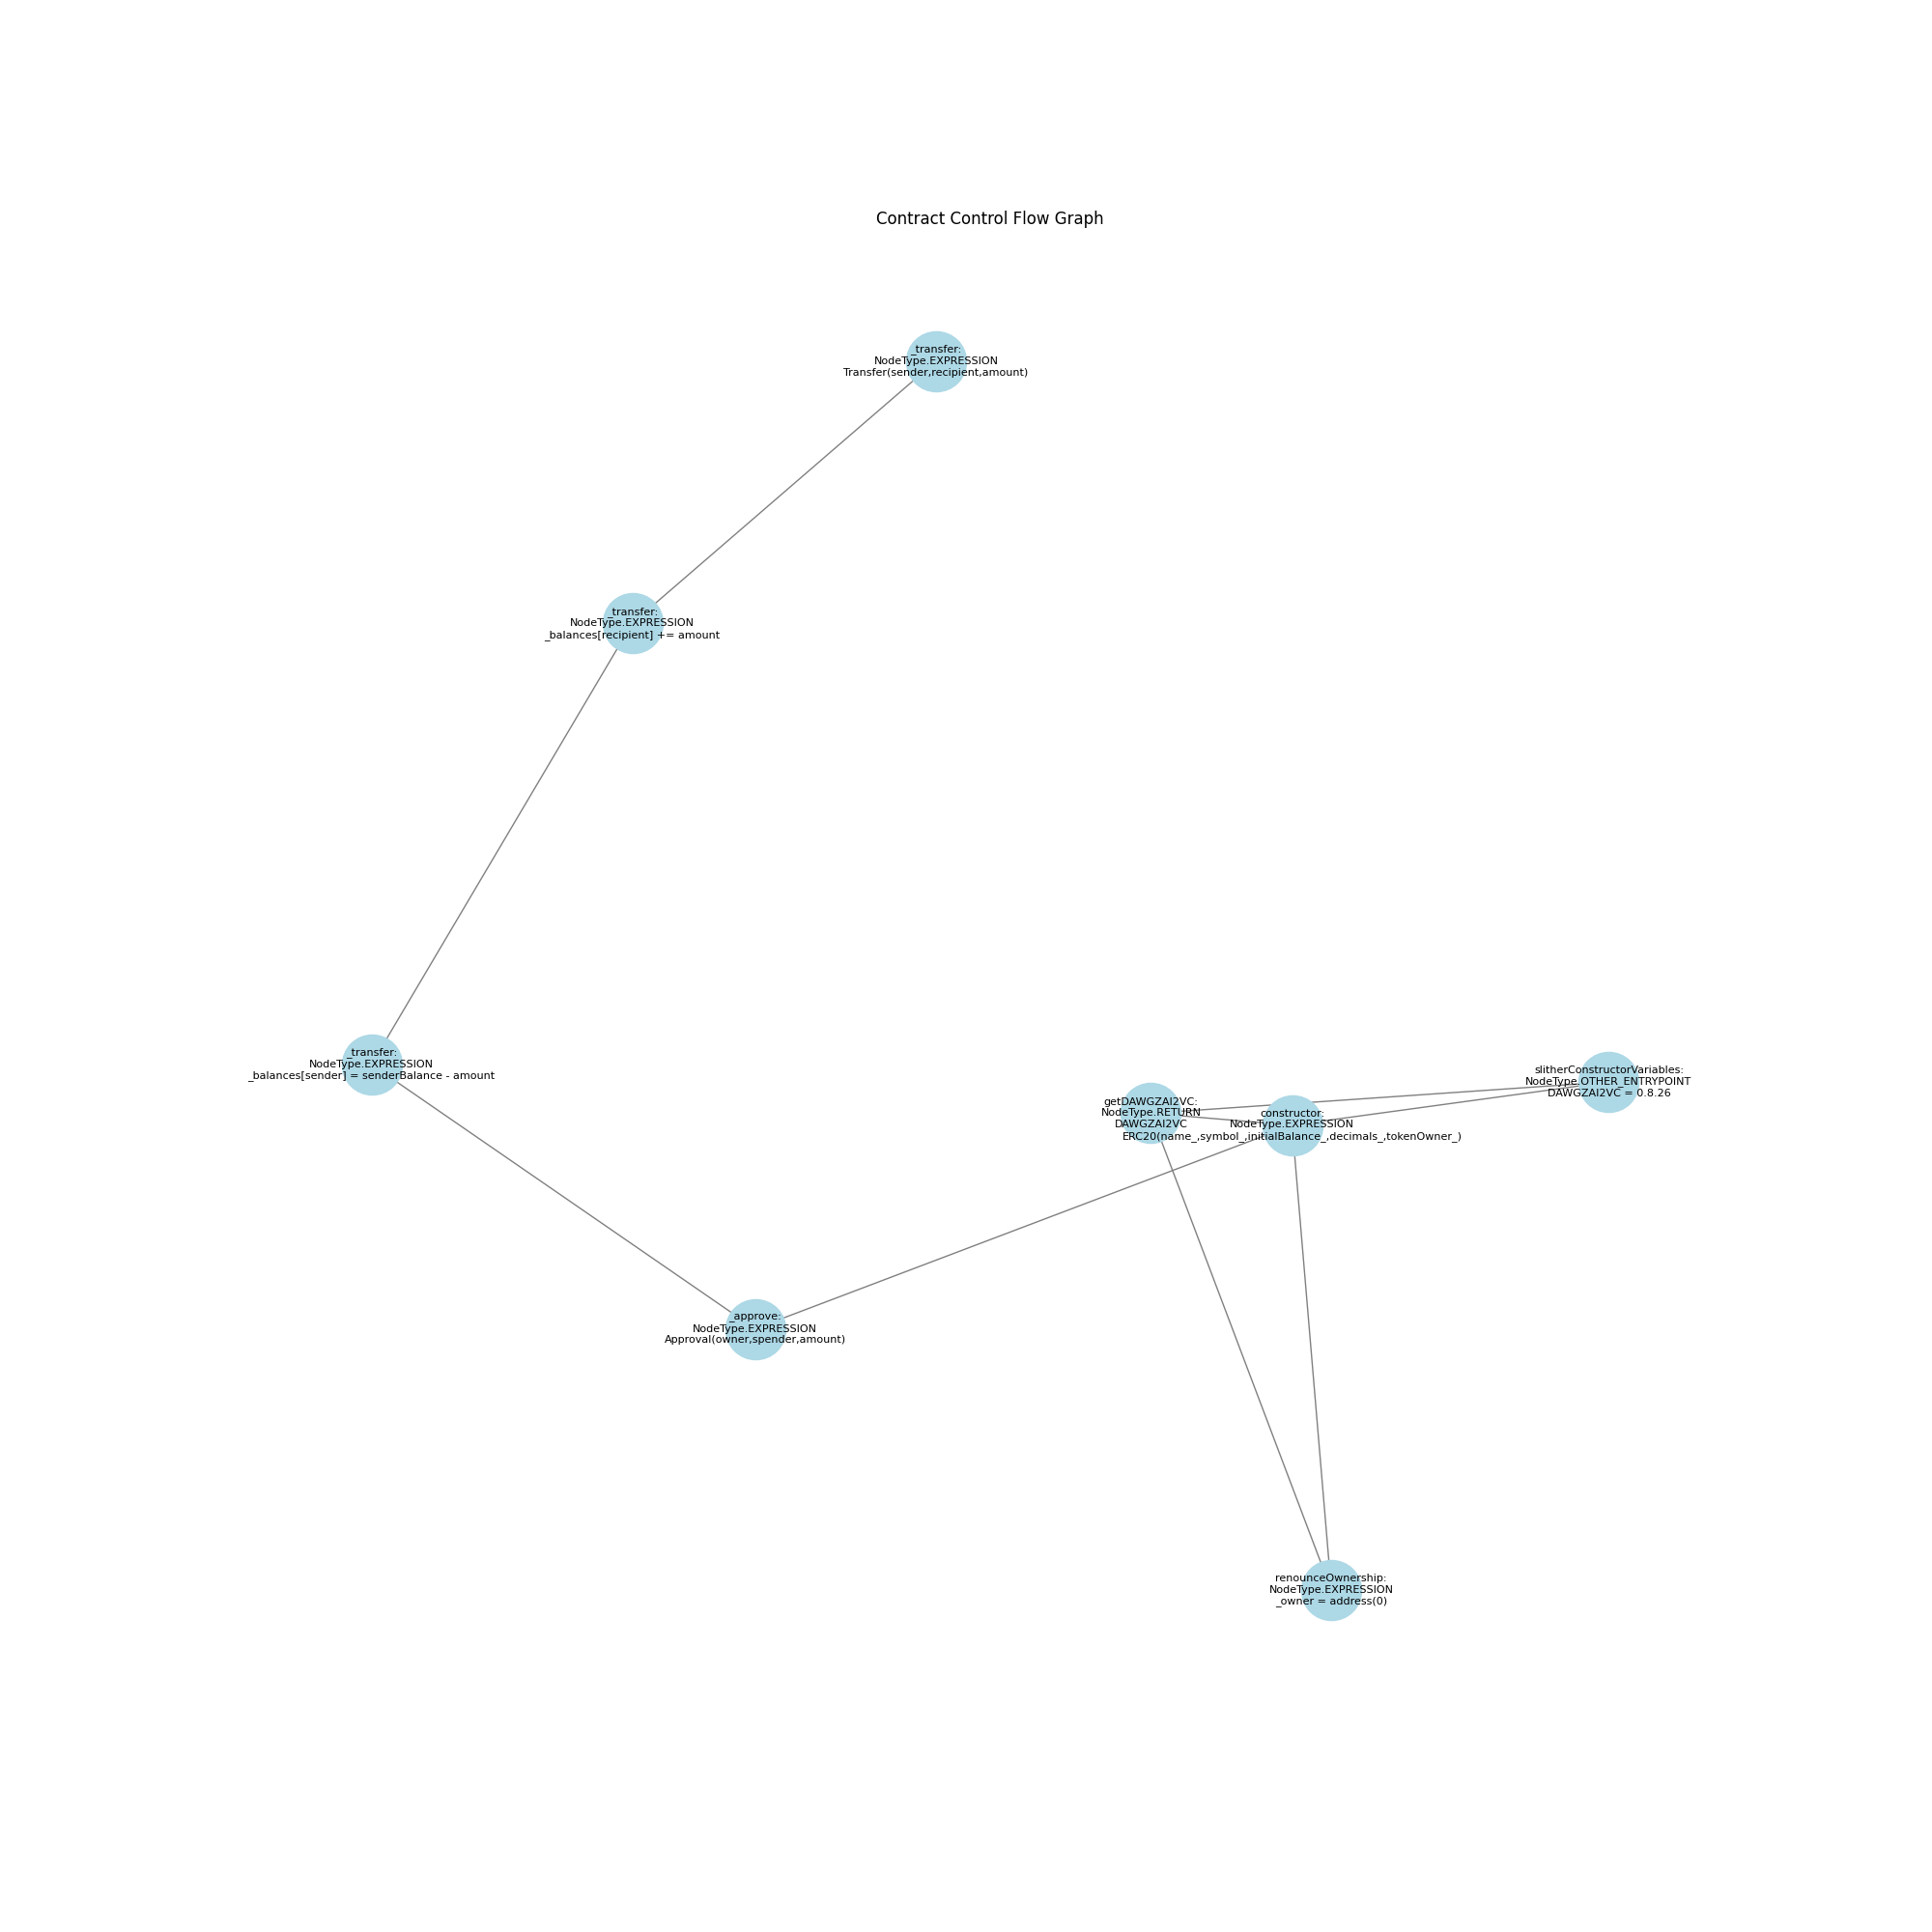 Contract Control Flow Graph
_transfer:
NodeType.EXPRESSION
Transfer(sender,recipient,amount)
_transfer:
NodeType.EXPRESSION
_balances[recipient] += amount
_transfer:
NodeType.EXPRESSION
_balances[sender] = senderBalance - amount
slitherConstructorVariables:
NodeType.OTHER_ENTRYPOINT
DAWGZAI2VC = 0.8.26
getDAWGZAI2VC:
NodeType.RETURN
DAWGZAI2VC
constructor:
NodeType.EXPRESSION
ERC20(name_,symbol_,initialBalance_,decimals_,tokenOwner_)
_approve:
NodeType.EXPRESSION
Approval(owner,spender,amount)
renounceOwnership:
NodeType.EXPRESSION
_owner = address(0)